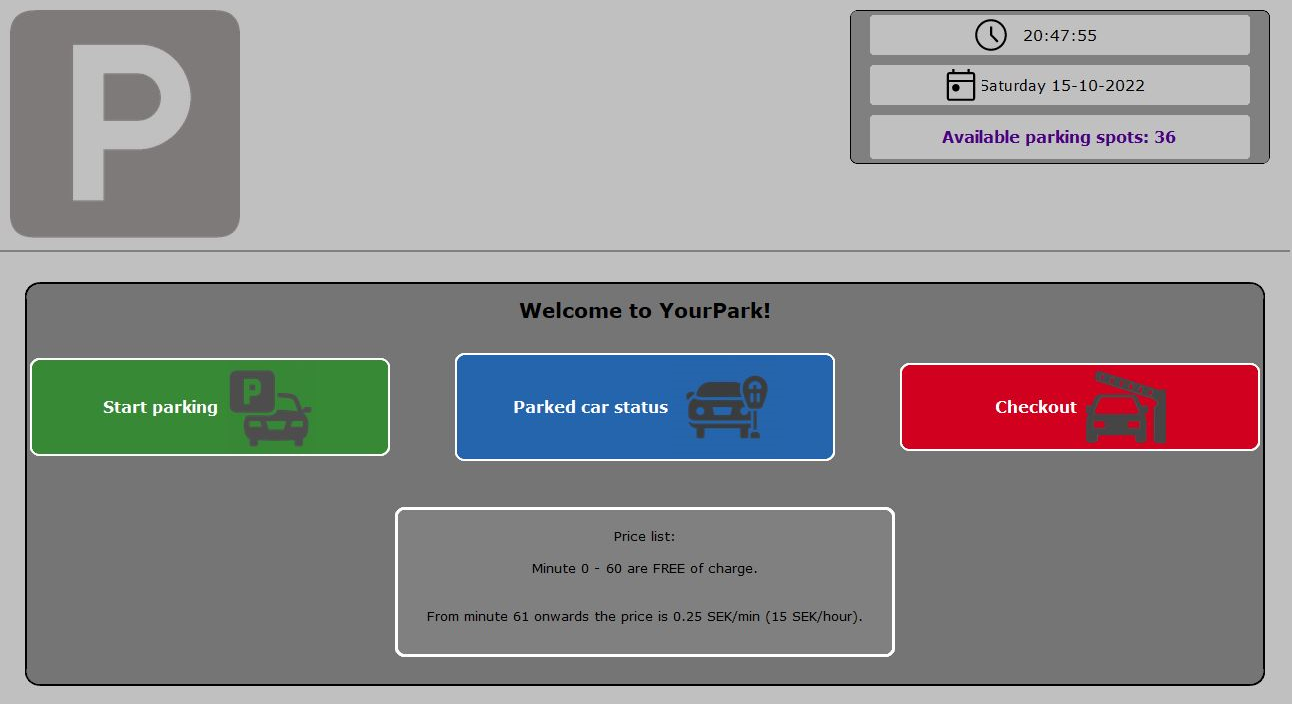 P
20:47:55
Saturday 15-10-2022
Available parking spots: 36
Welcome to YourPark!
Start parking
P
Parked car status
Checkout
Price list:
Minute 0 - 60 are FREE of charge.
From minute 61 onwards the price is 0.25 SEK/min (15 SEK/hour).